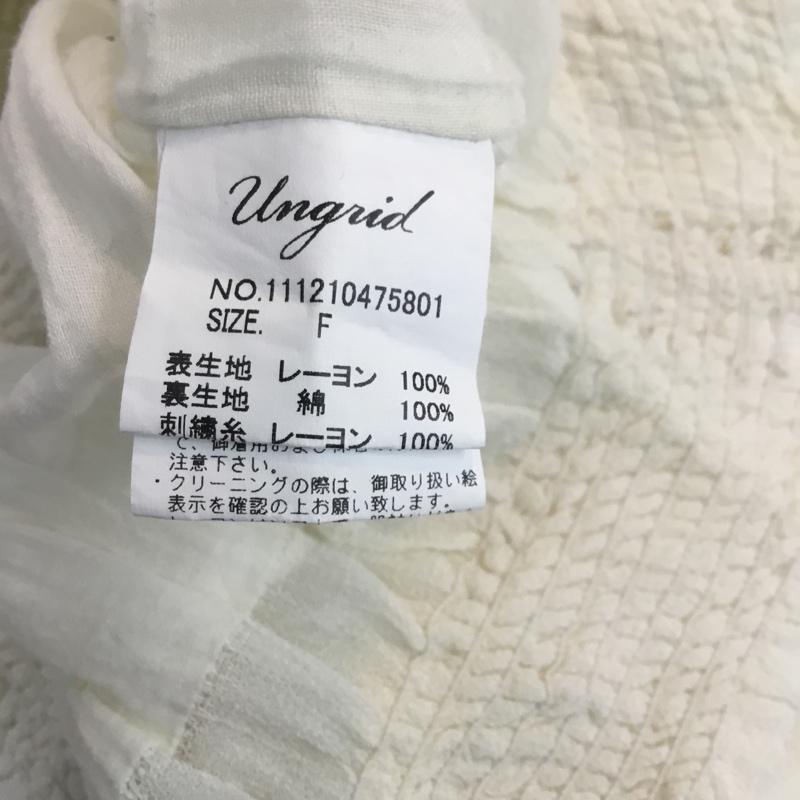 Ungrid
NO.111210475801
SIZE. F
表生地 レーヨン 100%
裏生地 綿 100%
刺繍糸 レーヨン 100%
注意下さい。
・クリーニングの際は、御取り扱い絵
表示を確認の上お願い致します。